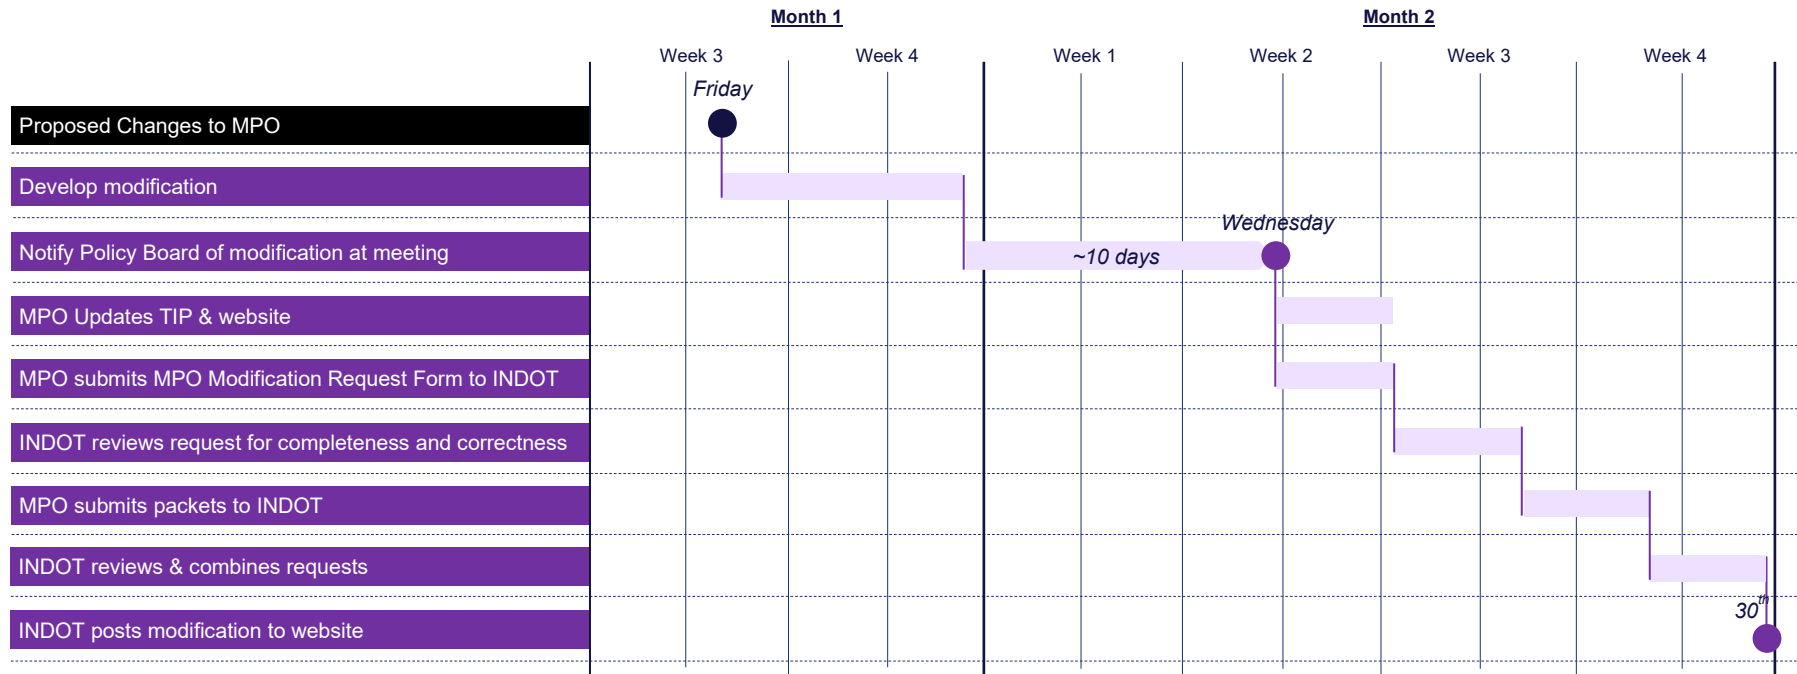 Month 1
Month 2
Week 3
Week 4
Week 1
Week 2
Week 3
Week 4
Friday
Proposed Changes to MPO
Develop modification
Wednesday
Notify Policy Board of modification at meeting
~10 days
MPO Updates TIP & website
MPO submits MPO Modification Request Form to INDOT
INDOT reviews request for completeness and correctness
MPO submits packets to INDOT
INDOT reviews & combines requests
30th
INDOT posts modification to website